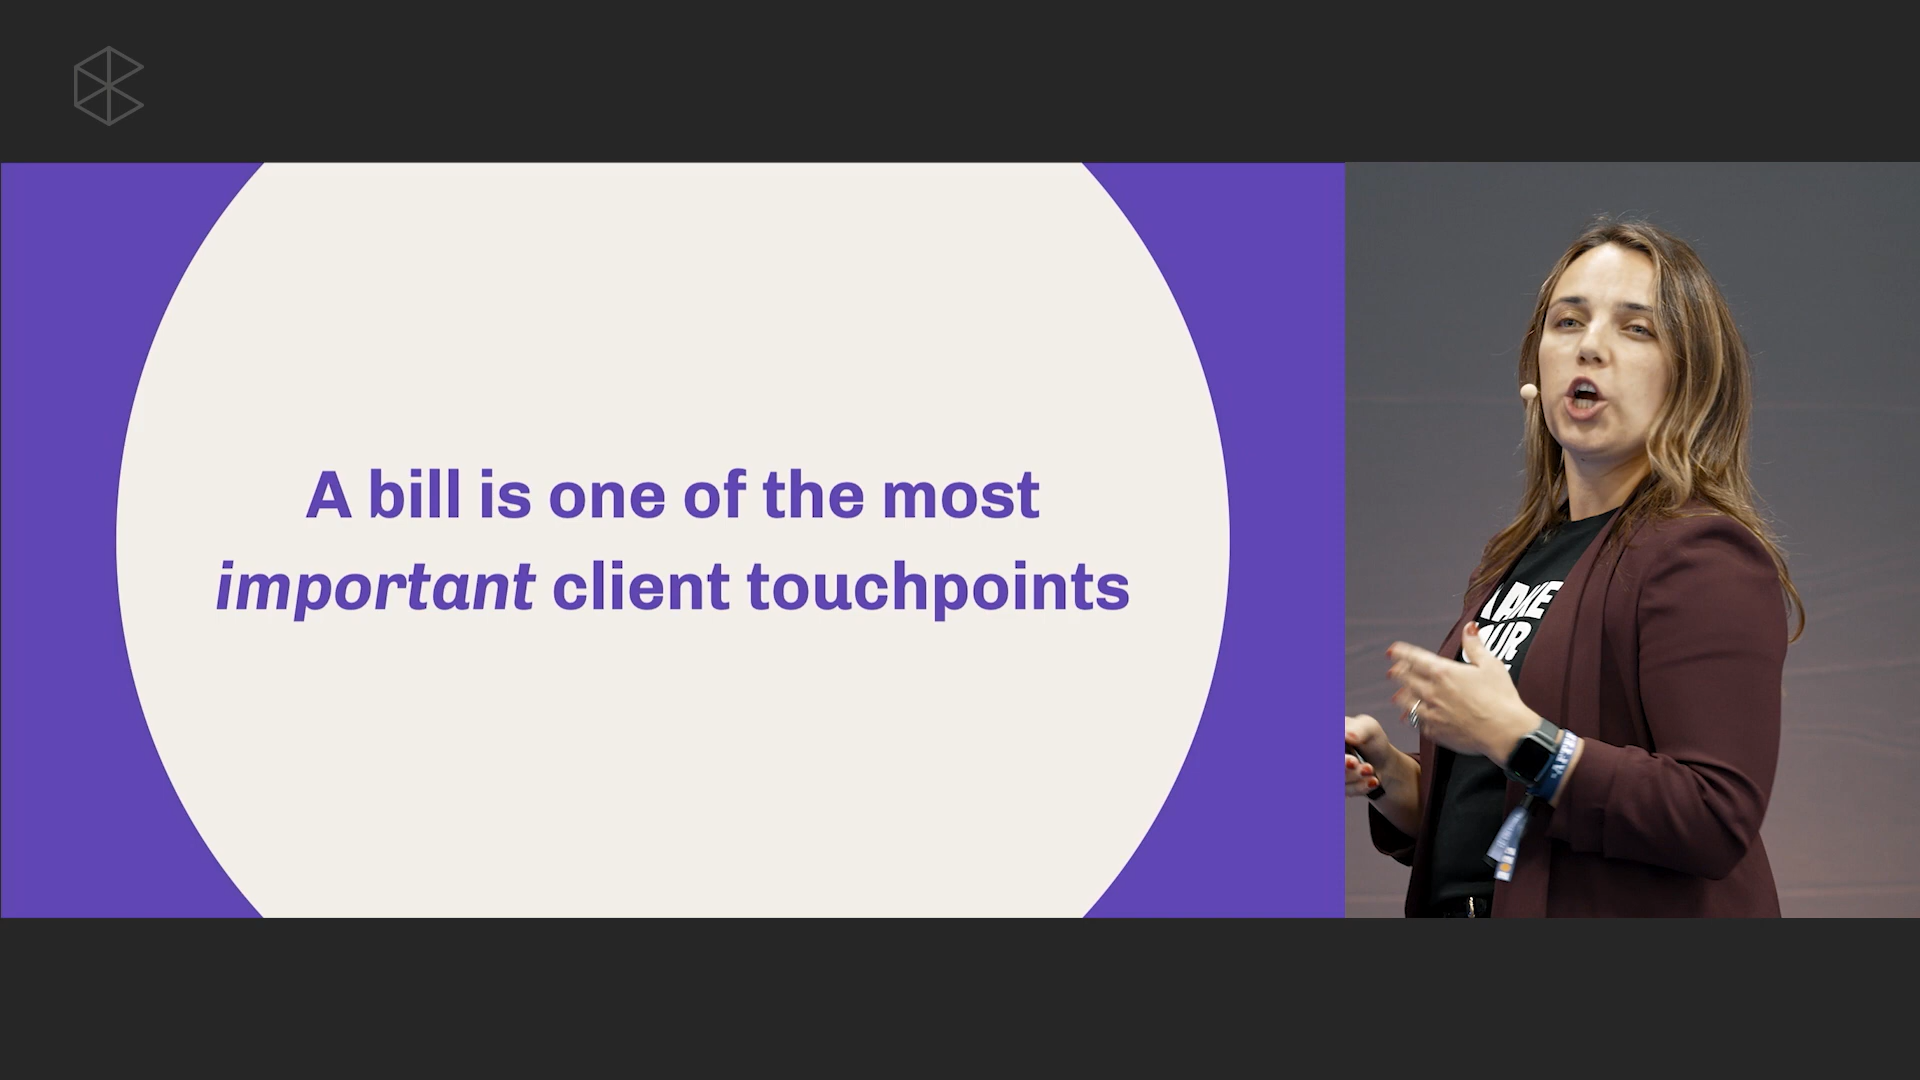 A bill is one of the most
important client touchpoints